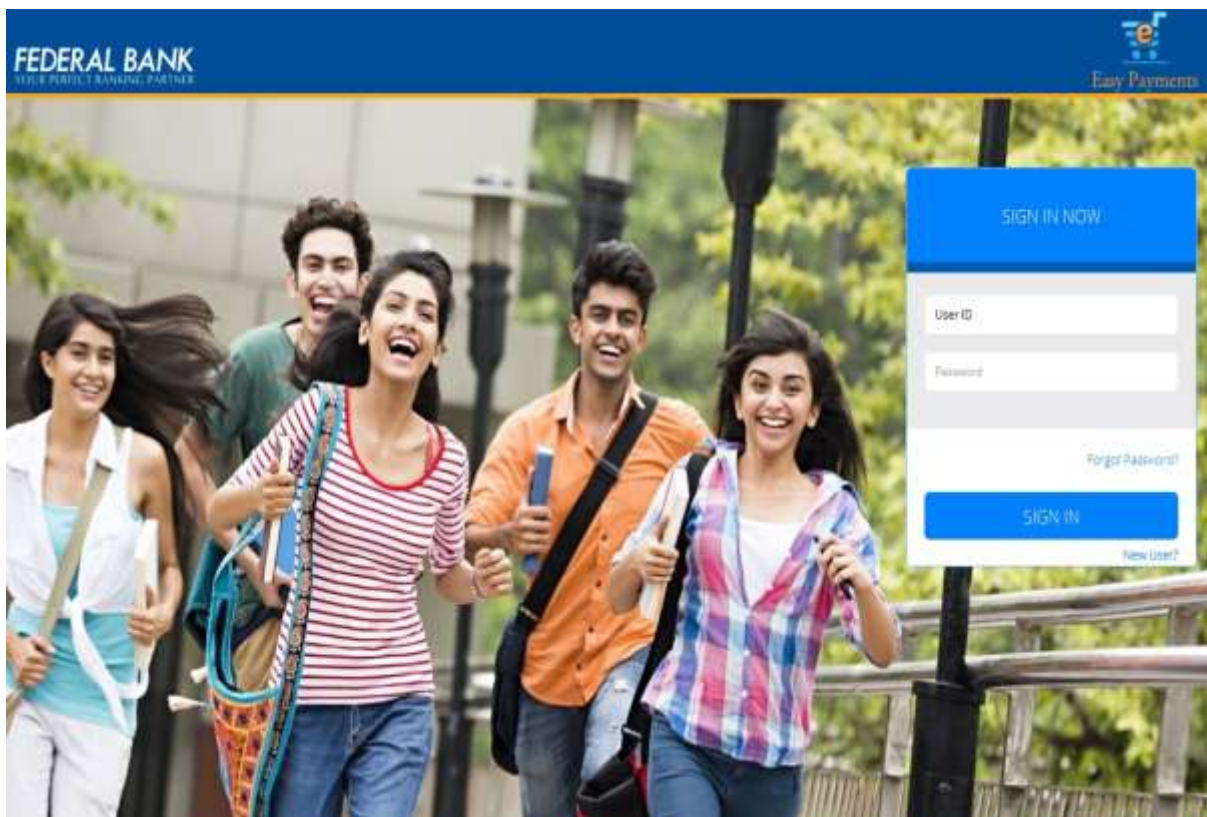 FEDERAL BANK
YOUR PERFECT BANKING PARTNER
e
Easy Payments
SIGN IN NOW
User ID
Password
Forgot Password?
SIGN IN
New User?